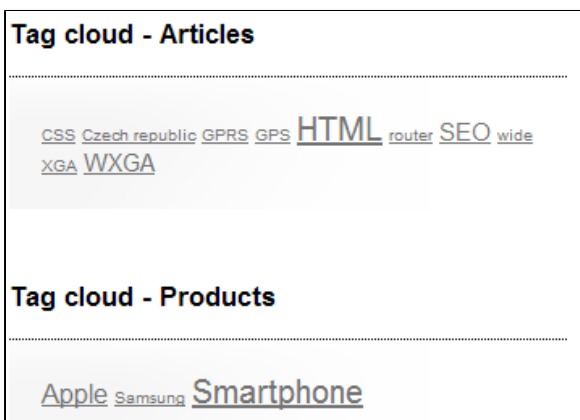 Tag cloud - Articles
CSS Czech republic GPRS GPS HTML router SEO wide
XGA WXGA
Tag cloud - Products
Apple Samsung Smartphone